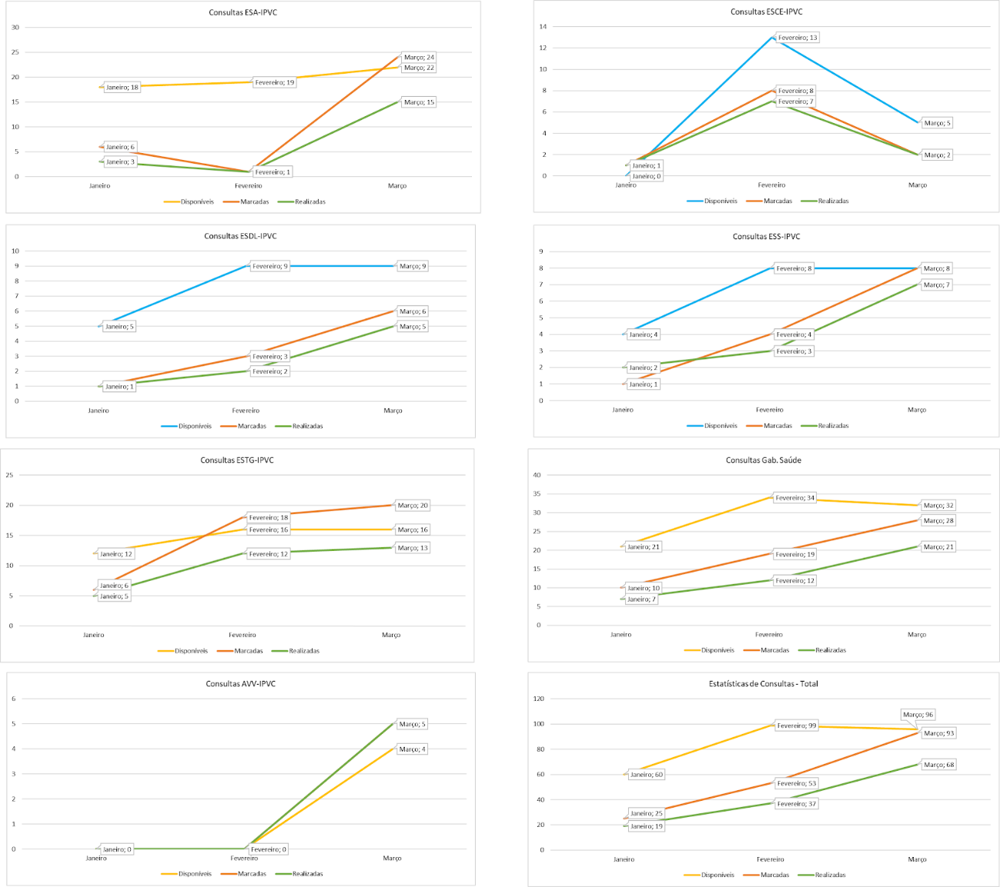 Consultas ESA-IPVC
30
25
20
15
10
5
0
Janeiro; 18
Fevereiro; 19
Março; 24
Março; 22
Março; 15
Janeiro; 6
Janeiro; 3
Fevereiro; 1
Janeiro Fevereiro Março
Disponíveis Marcadas Realizadas
Consultas ESCE-IPVC
14
12
10
8
6
4
2
0
Fevereiro; 13
Fevereiro; 8
Fevereiro; 7
Março; 5
Março; 2
Janeiro; 1
Janeiro; 0
Janeiro Fevereiro Março
Disponíveis Marcadas Realizadas
Consultas ESDL-IPVC
10
9
8
7
6
5
4
3
2
1
0
Fevereiro; 9
Março; 9
Janeiro; 5
Março; 6
Março; 5
Fevereiro; 3
Fevereiro; 2
Janeiro; 1
Janeiro Fevereiro Março
Disponíveis Marcadas Realizadas
Consultas ESS-IPVC
9
8
7
6
5
4
3
2
1
0
Fevereiro; 8
Março; 8
Março; 7
Janeiro; 4
Fevereiro; 4
Fevereiro; 3
Janeiro; 2
Janeiro; 1
Janeiro Fevereiro Março
Disponíveis Marcadas Realizadas
Consultas ESTG-IPVC
25
20
15
10
5
0
Março; 20
Fevereiro; 18
Fevereiro; 16
Março; 16
Janeiro; 12
Fevereiro; 12
Março; 13
Janeiro; 6
Janeiro; 5
Janeiro Fevereiro Março
Disponíveis Marcadas Realizadas
Consultas Gab. Saúde
40
35
30
25
20
15
10
5
0
Fevereiro; 34
Março; 32
Março; 28
Janeiro; 21
Fevereiro; 19
Março; 21
Fevereiro; 12
Janeiro; 10
Janeiro; 7
Janeiro Fevereiro Março
Disponíveis Marcadas Realizadas
Consultas AVV-IPVC
6
5
4
3
2
1
0
Março; 5
Março; 4
Janeiro; 0
Fevereiro; 0
Janeiro Fevereiro Março
Disponíveis Marcadas Realizadas
Estatísticas de Consultas - Total
120
100
80
60
40
20
0
Março; 96
Fevereiro; 99
Março; 93
Março; 68
Janeiro; 60
Fevereiro; 53
Fevereiro; 37
Janeiro; 25
Janeiro; 19
Janeiro Fevereiro Março
Disponíveis Marcadas Realizadas